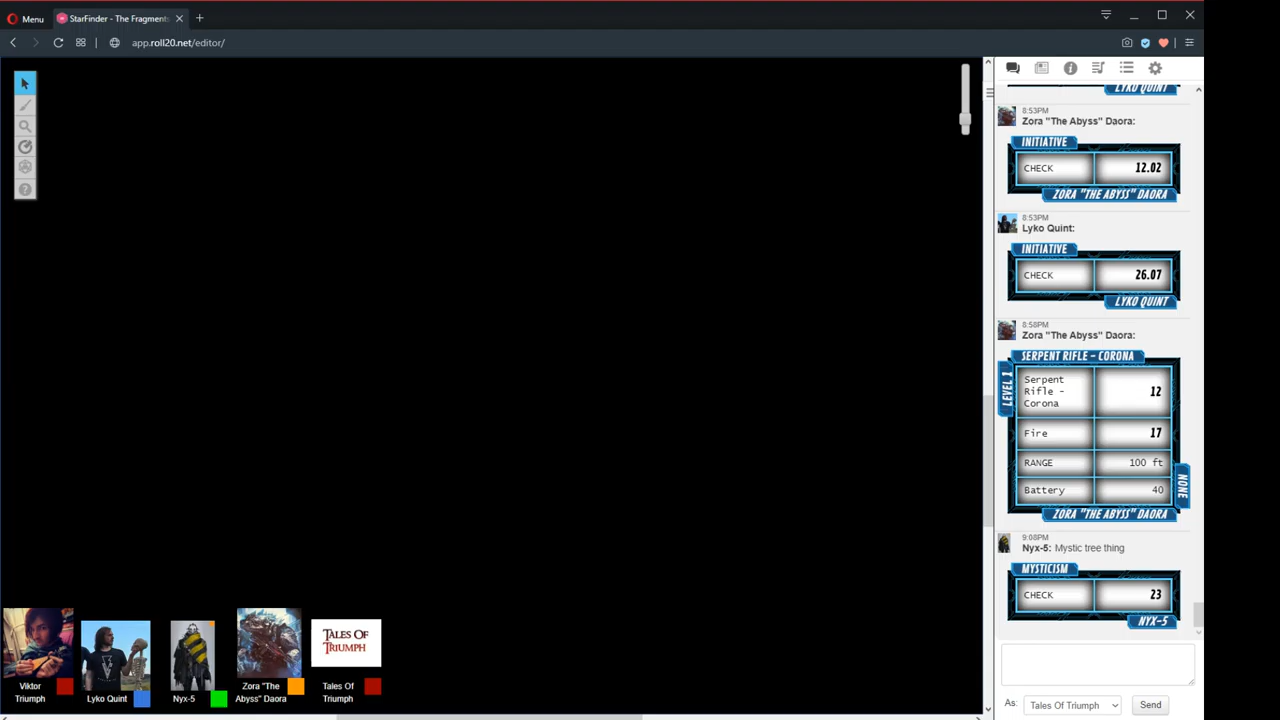 Menu
StarFinder - The Fragments
app.roll20.net/editor/
LYKO QUINT
8:53PM
Zora "The Abyss" Daora:
INITIATIVE
CHECK 12.02
ZORA "THE ABYSS" DAORA
8:53PM
Lyko Quint:
INITIATIVE
CHECK 26.07
LYKO QUINT
8:58PM
Zora "The Abyss" Daora:
SERPENT RIFLE - CORONA
LEVEL 1
Serpent
Rifle - 12
Corona
Fire 17
RANGE 100 ft
Battery 40
NONE
ZORA "THE ABYSS" DAORA
9:08PM
Nyx-5: Mystic tree thing
MYSTICISM
CHECK 23
NYX-5
TALES OF
TRIUMPH
Viktor
Triumph
Lyko Quint
Nyx-5
Zora "The
Abyss" Daora
Tales Of
Triumph
As: Tales Of Triumph Send